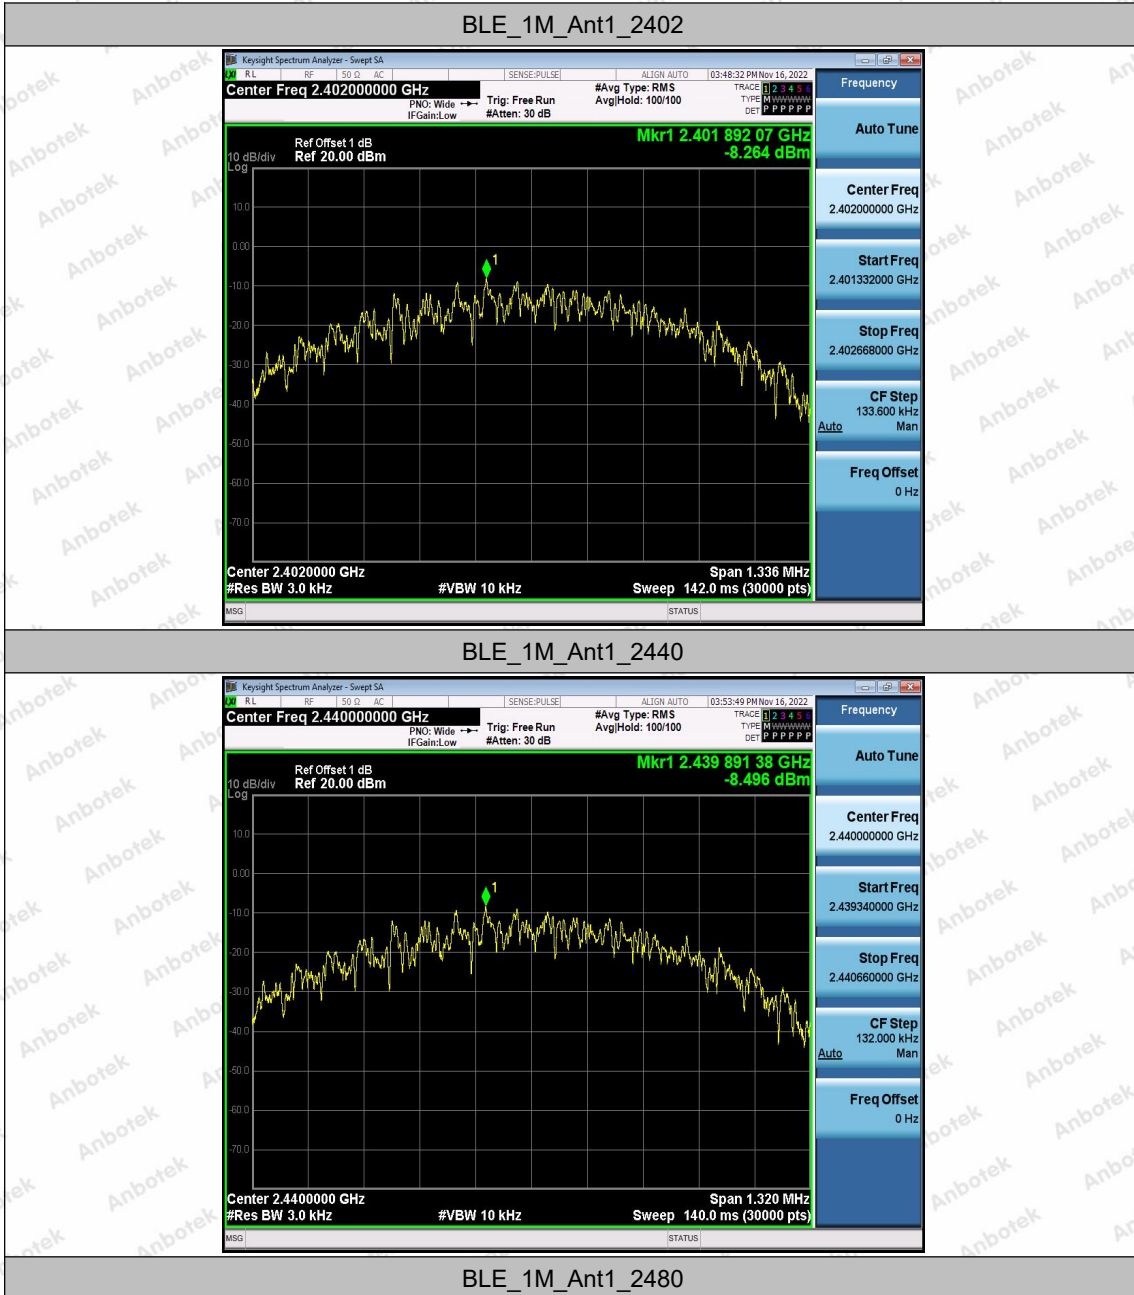 BLE_1M_Ant1_2402
Keysight Spectrum Analyzer - Swept SA
LXI RL RF 50 Ω AC SENSE:PULSE ALIGN AUTO 03:48:32 PM Nov 16, 2022
Center Freq 2.402000000 GHz
PNO: Wide
IFGain:Low
Trig: Free Run
#Atten: 30 dB
#Avg Type: RMS
Avg|Hold: 100/100
TRACE 1 2 3 4 5 6
TYPE M W W W W W
DET P P P P P P
Frequency
Mkr1 2.401 892 07 GHz
-8.264 dBm
Ref Offset 1 dB
10 dB/div Ref 20.00 dBm
Log
10.0
0.00
-10.0
-20.0
-30.0
-40.0
-50.0
-60.0
-70.0
1
Center 2.4020000 GHz Span 1.336 MHz
#Res BW 3.0 kHz #VBW 10 kHz Sweep 142.0 ms (30000 pts)
MSG STATUS
Auto Tune
Center Freq
2.402000000 GHz
Start Freq
2.401332000 GHz
Stop Freq
2.402668000 GHz
CF Step
133.600 kHz
Auto Man
Freq Offset
0 Hz
BLE_1M_Ant1_2440
Keysight Spectrum Analyzer - Swept SA
LXI RL RF 50 Ω AC SENSE:PULSE ALIGN AUTO 03:53:49 PM Nov 16, 2022
Center Freq 2.440000000 GHz
PNO: Wide
IFGain:Low
Trig: Free Run
#Atten: 30 dB
#Avg Type: RMS
Avg|Hold: 100/100
TRACE 1 2 3 4 5 6
TYPE M W W W W W
DET P P P P P P
Frequency
Mkr1 2.439 891 38 GHz
-8.496 dBm
Ref Offset 1 dB
10 dB/div Ref 20.00 dBm
Log
10.0
0.00
-10.0
-20.0
-30.0
-40.0
-50.0
-60.0
-70.0
1
Center 2.4400000 GHz Span 1.320 MHz
#Res BW 3.0 kHz #VBW 10 kHz Sweep 140.0 ms (30000 pts)
MSG STATUS
Auto Tune
Center Freq
2.440000000 GHz
Start Freq
2.439340000 GHz
Stop Freq
2.440660000 GHz
CF Step
132.000 kHz
Auto Man
Freq Offset
0 Hz
BLE_1M_Ant1_2480
Anbotek